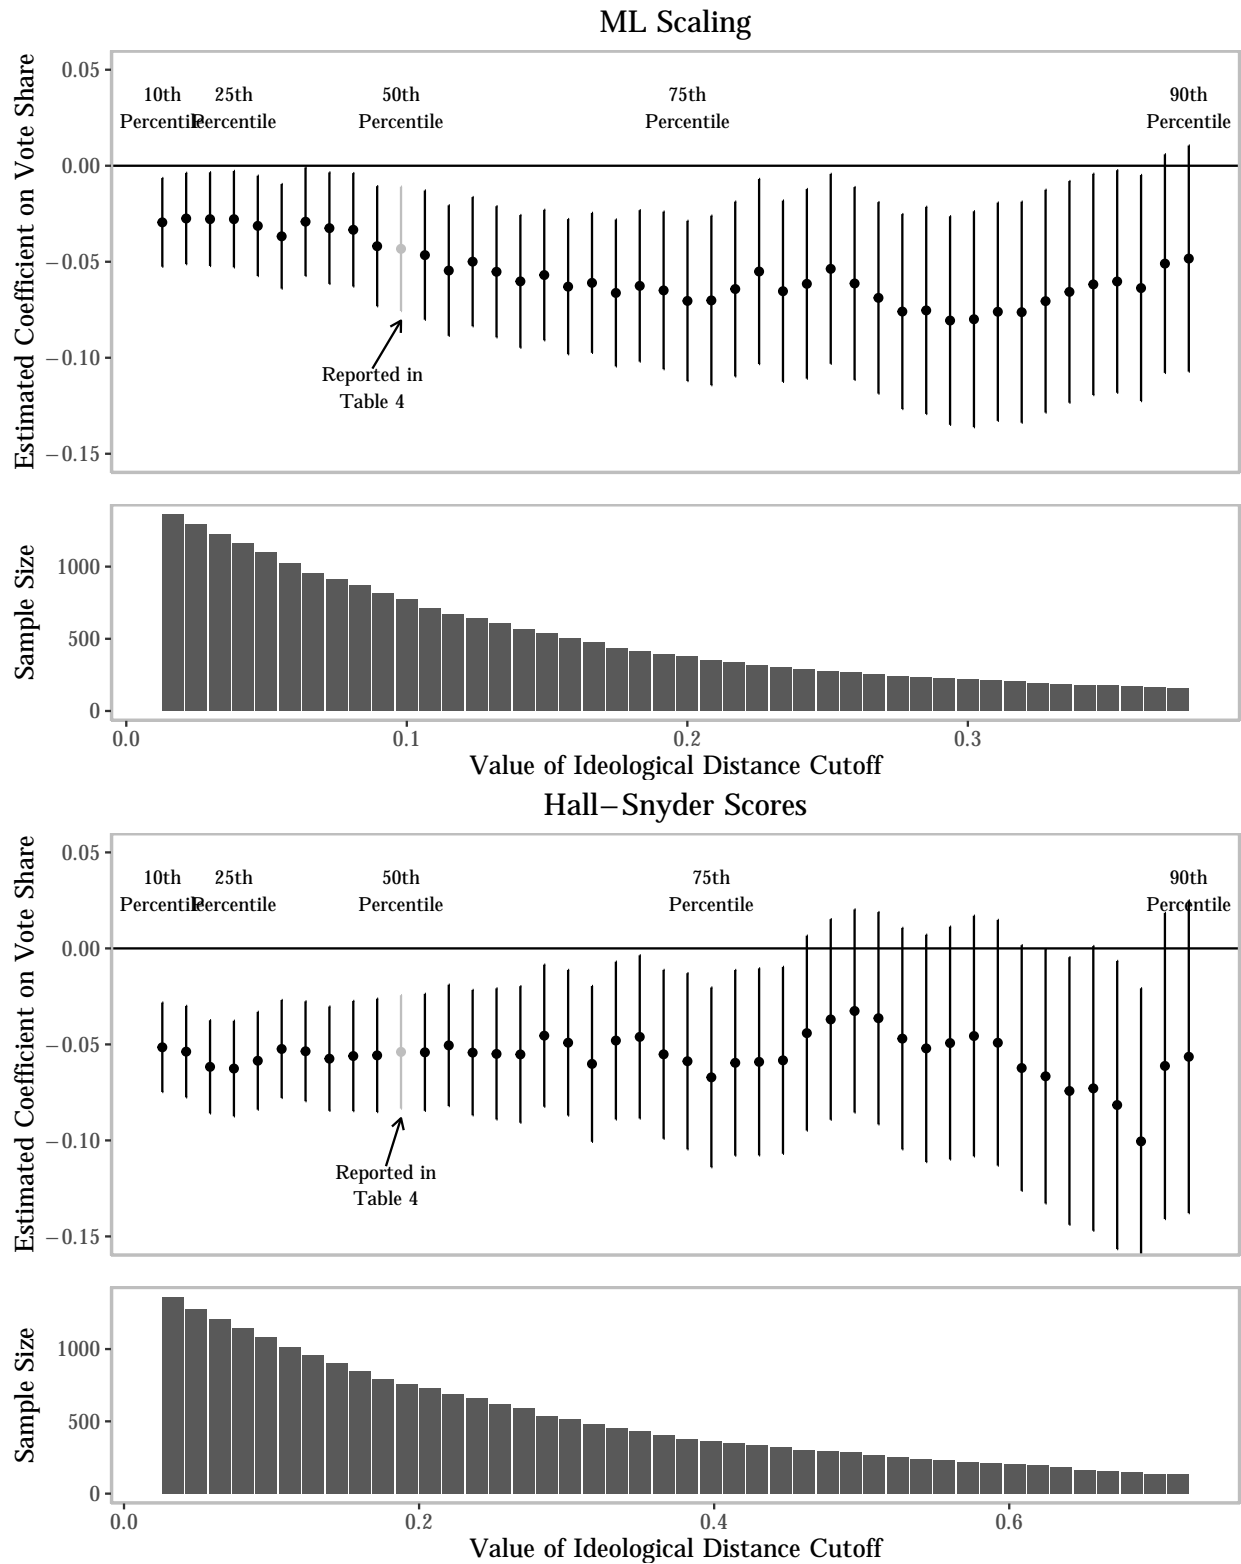 ML Scaling
Estimated Coefficient on Vote Share
0.05
0.00
−0.05
−0.10
−0.15
10th
Percentile
25th
Percentile
50th
Percentile
75th
Percentile
90th
Percentile
Reported in
Table 4
Sample Size
1000
500
0
0.0
0.1
0.2
0.3
Value of Ideological Distance Cutoff
Hall−Snyder Scores
Estimated Coefficient on Vote Share
0.05
0.00
−0.05
−0.10
−0.15
10th
Percentile
25th
Percentile
50th
Percentile
75th
Percentile
90th
Percentile
Reported in
Table 4
Sample Size
1000
500
0
0.0
0.2
0.4
0.6
Value of Ideological Distance Cutoff